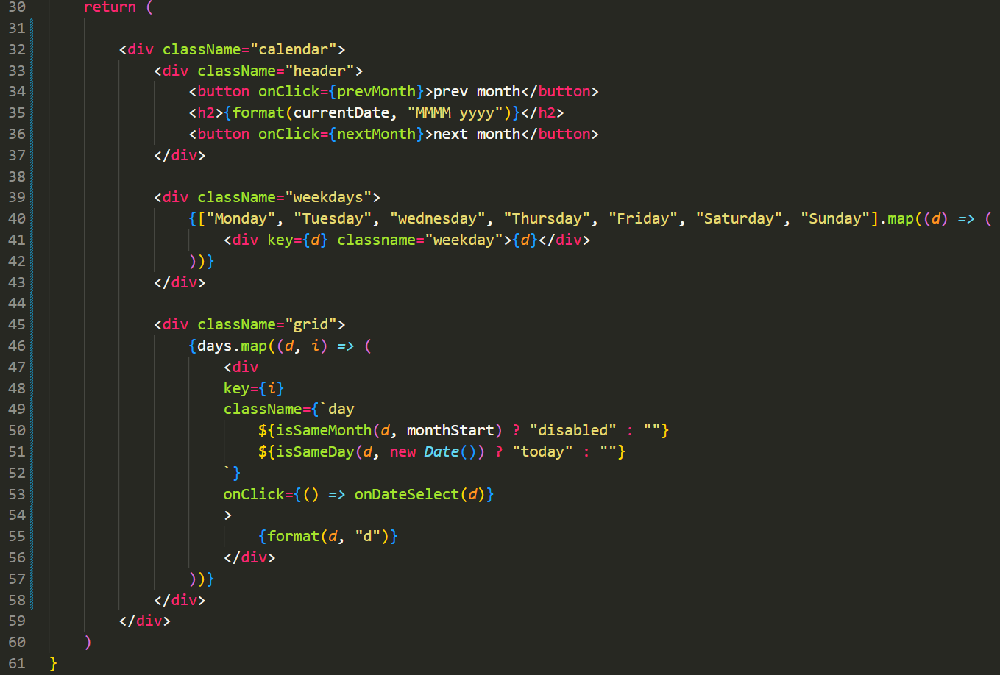 30 return (
31
32 <div className="calendar">
33 <div className="header">
34 <button onClick={prevMonth}>prev month</button>
35 <h2>{format(currentDate, "MMMM yyyy")}</h2>
36 <button onClick={nextMonth}>next month</button>
37 </div>
38
39 <div className="weekdays">
40 {["Monday", "Tuesday", "wednesday", "Thursday", "Friday", "Saturday", "Sunday"].map((d) => (
41 <div key={d} classname="weekday">{d}</div>
42 ))}
43 </div>
44
45 <div className="grid">
46 {days.map((d, i) => (
47 <div
48 key={i}
49 className={`day
50 ${isSameMonth(d, monthStart) ? "disabled" : ""}
51 ${isSameDay(d, new Date()) ? "today" : ""}
52 `}
53 onClick={() => onDateSelect(d)}
54 >
55 {format(d, "d")}
56 </div>
57 ))}
58 </div>
59 </div>
60 )
61 }